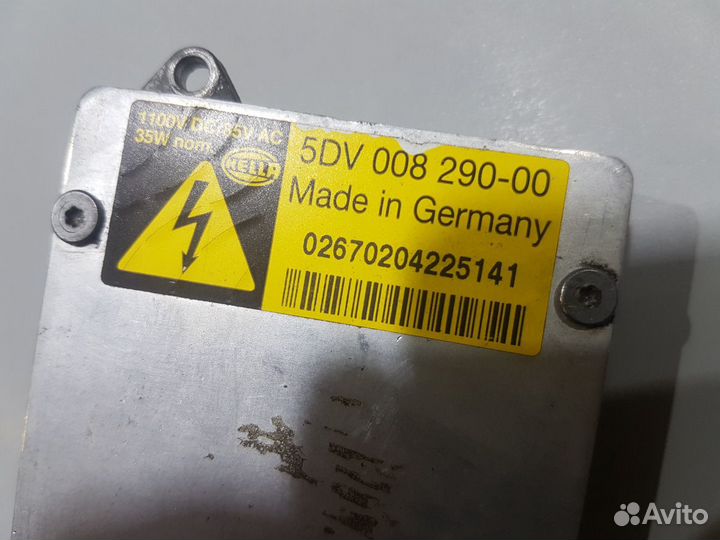 1100V DC/85V AC
35W nom.
HELLA
5DV 008 290-00
Made in Germany
02670204225141
Avito